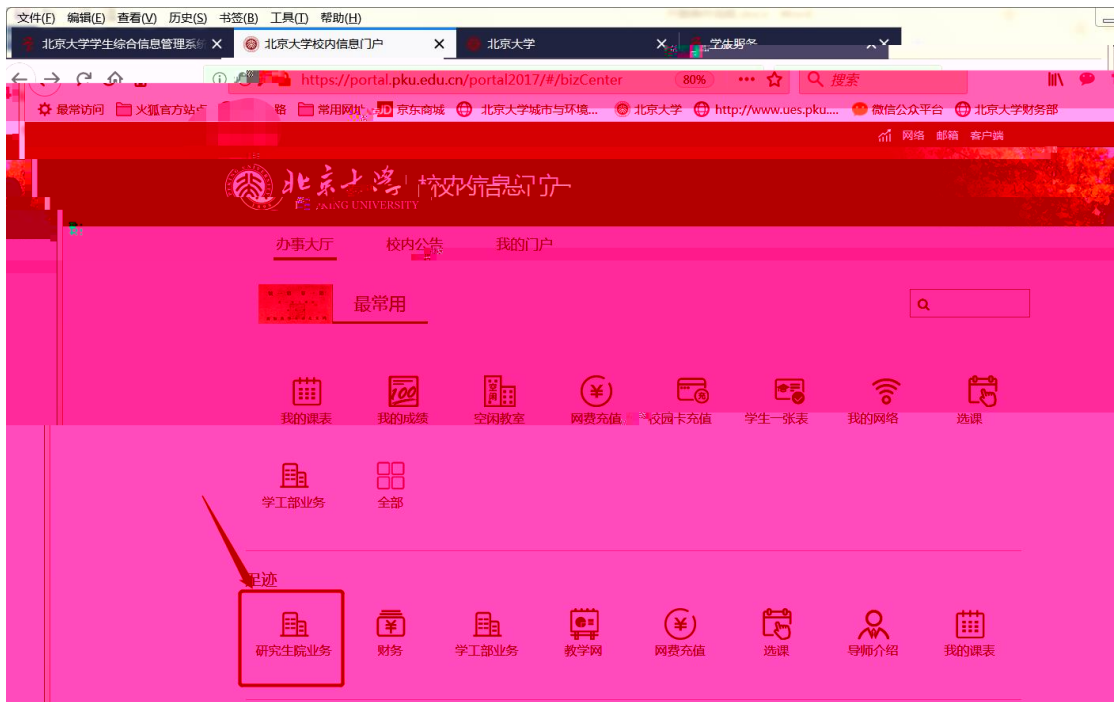 文件(F) 编辑(E) 查看(V) 历史(S) 书签(B) 工具(T) 帮助(H)
北京大学学生综合信息管理系统 × 北京大学校内信息门户 × 北京大学 × ×
https://portal.pku.edu.cn/portal2017/#/bizCenter 80% 搜索
最常访问 火狐官方站点 路 常用网址 JD 京东商城 北京大学城市与环境... 北京大学 http://www.ues.pku.... 微信公众平台 北京大学财务部
网络 邮箱 客户端
北京大学 校内信息门户
UNIVERSITY
办事大厅 校内公告 我的门户
最常用
我的课表 我的成绩 空闲教室 网费充值 校园卡充值 学生一张表 我的网络 选课
学工部业务 全部
足迹
研究生院业务 财务 学工部业务 教学网 网费充值 选课 导师介绍 我的课表